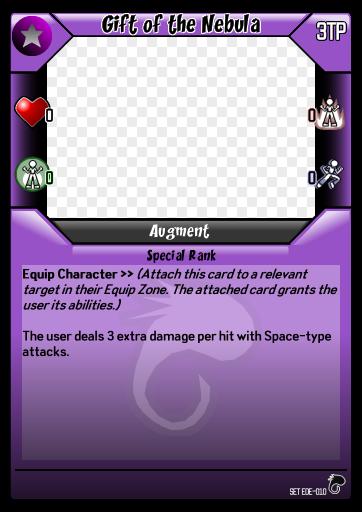 Gift of the Nebula
3TP
0
0
0
0
Augment
Special Rank
Equip Character >> (Attach this card to a relevant
target in their Equip Zone. The attached card grants the
user its abilities.)
The user deals 3 extra damage per hit with Space-type
attacks.
SET EOE-010